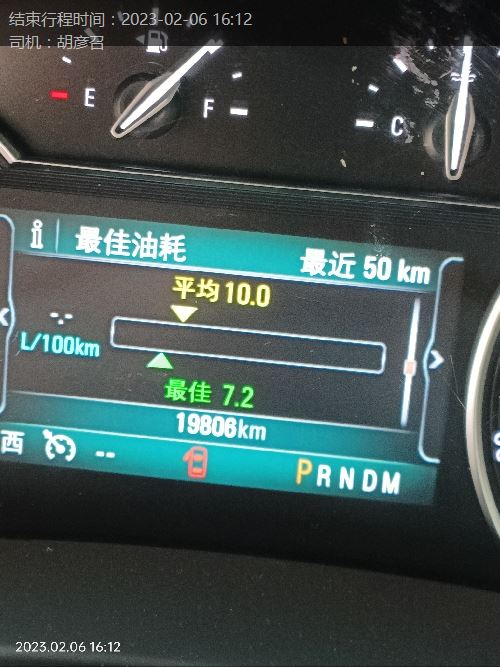 结束行程时间：2023-02-06 16:12
司机：胡彦召
E
F
C
i 最佳油耗 最近 50 km
平均 10.0
-.-
L/100km
最佳 7.2
19806km
西 -- PRNDM
2023.02.06 16:12